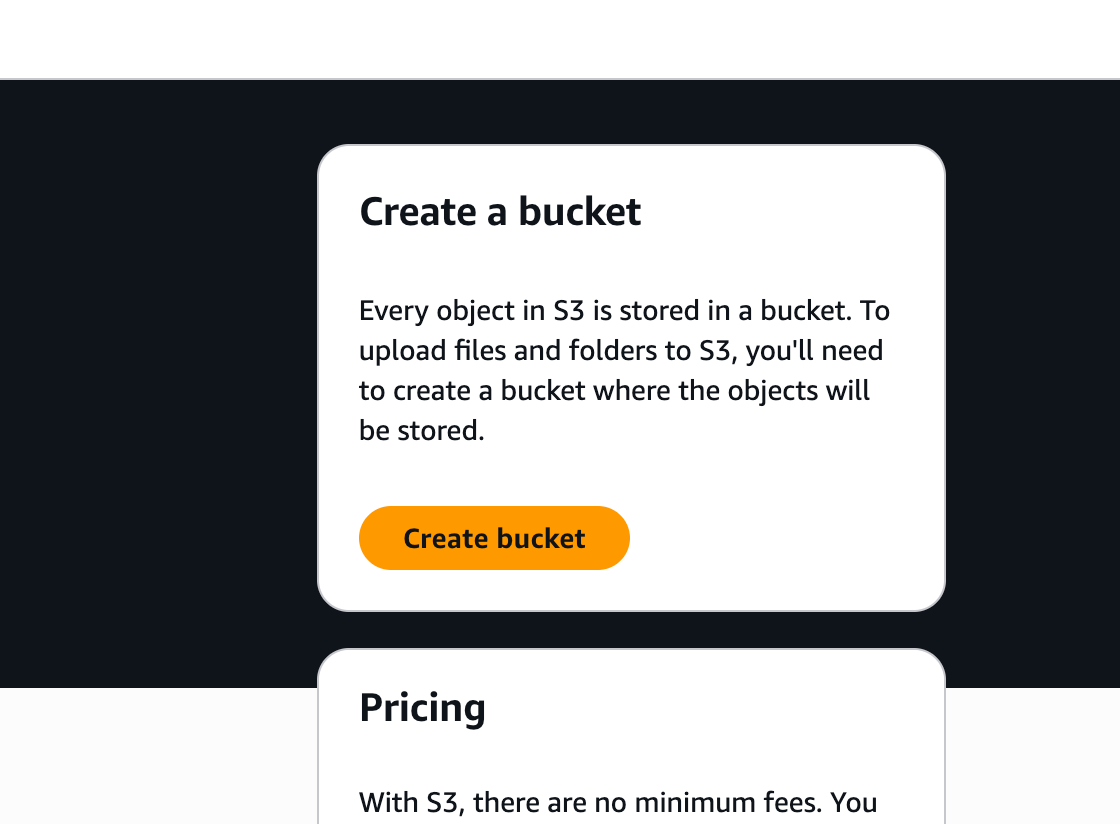 Create a bucket
Every object in S3 is stored in a bucket. To
upload files and folders to S3, you'll need
to create a bucket where the objects will
be stored.
Create bucket
Pricing
With S3, there are no minimum fees. You